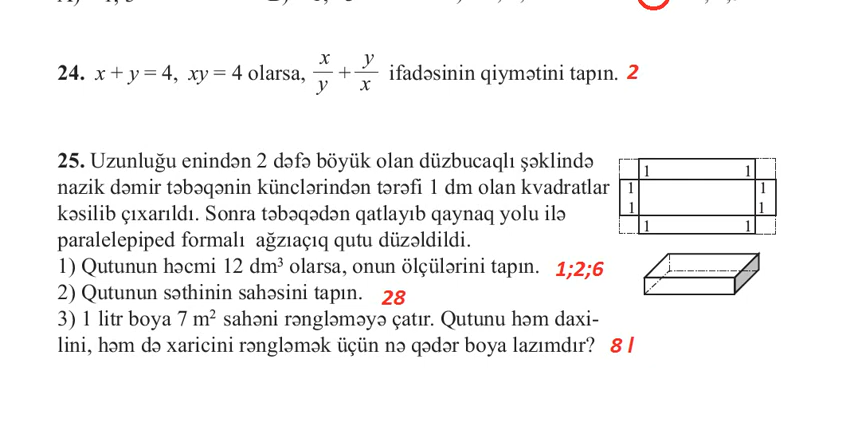 24. x + y = 4, xy = 4 olarsa, x/y + y/x ifadəsinin qiymətini tapın. 2
25. Uzunluğu enindən 2 dəfə böyük olan düzbucaqlı şəklində
nazik dəmir təbəqənin künclərindən tərəfi 1 dm olan kvadratlar
kəsilib çıxarıldı. Sonra təbəqədən qatlayıb qaynaq yolu ilə
paralelepiped formalı ağzıaçıq qutu düzəldildi.
1) Qutunun həcmi 12 dm³ olarsa, onun ölçülərini tapın. 1;2;6
2) Qutunun səthinin sahəsini tapın. 28
3) 1 litr boya 7 m² sahəni rəngləməyə çatır. Qutunu həm daxi-
lini, həm də xaricini rəngləmək üçün nə qədər boya lazımdır? 8 l
1 1
1 1
1 1
1 1